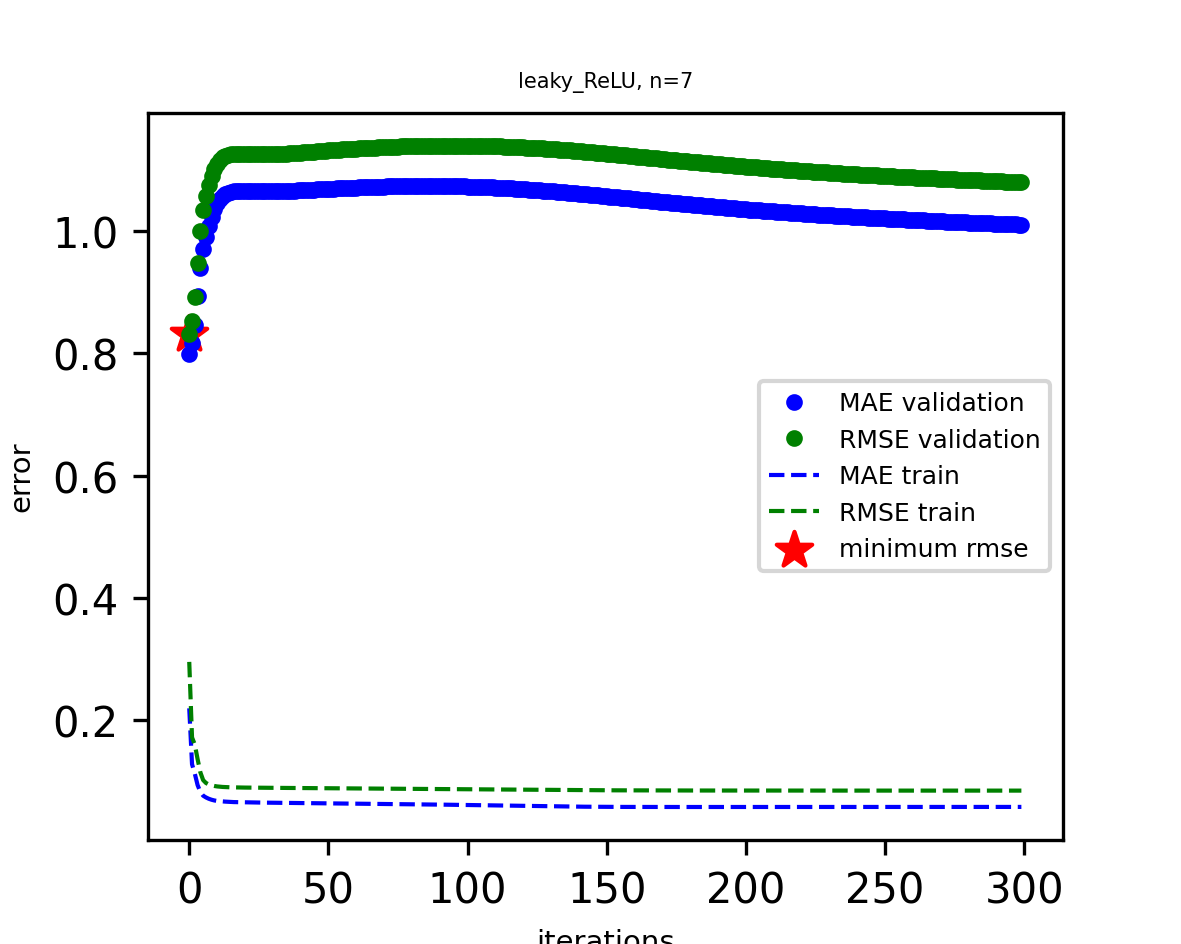 leaky_ReLU, n=7
error
1.0
0.8
0.6
0.4
0.2
MAE validation
RMSE validation
MAE train
RMSE train
minimum rmse
0 50 100 150 200 250 300
iterations